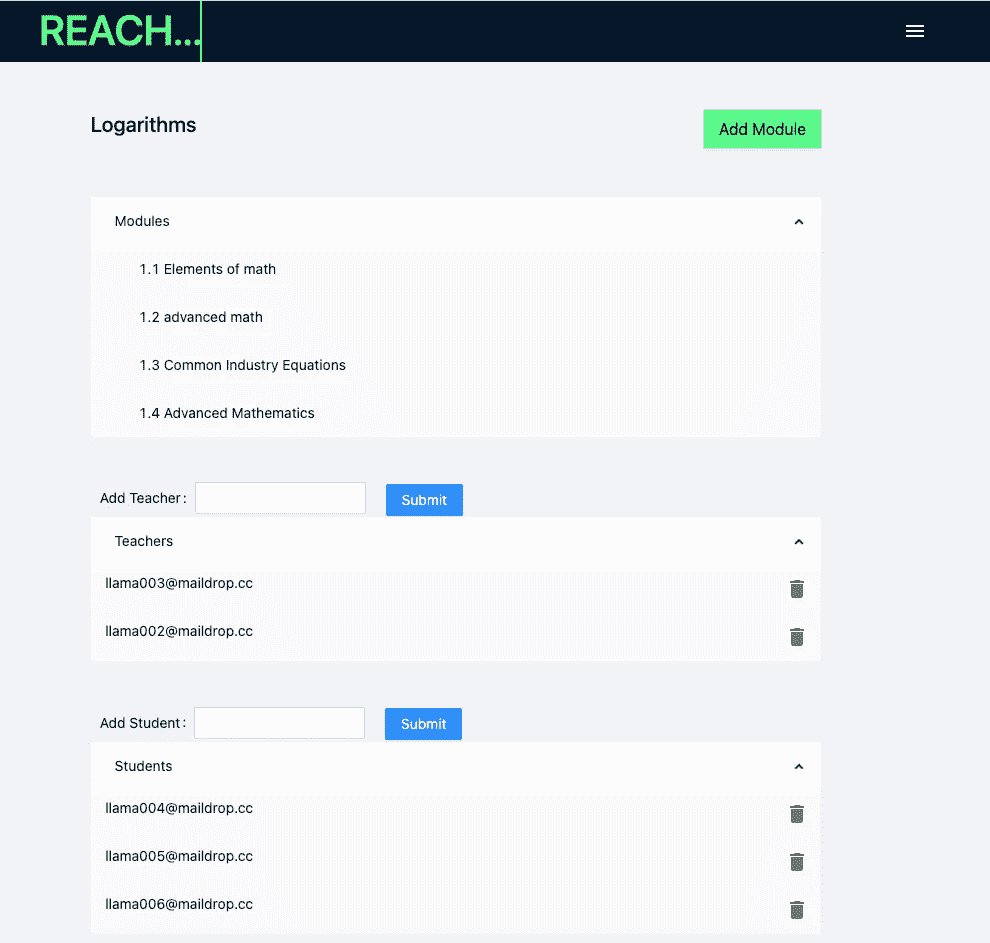 REACH...
Logarithms
Add Module
Modules
1.1 Elements of math
1.2 advanced math
1.3 Common Industry Equations
1.4 Advanced Mathematics
Add Teacher: Submit
Teachers
llama003@maildrop.cc
llama002@maildrop.cc
Add Student: Submit
Students
llama004@maildrop.cc
llama005@maildrop.cc
llama006@maildrop.cc